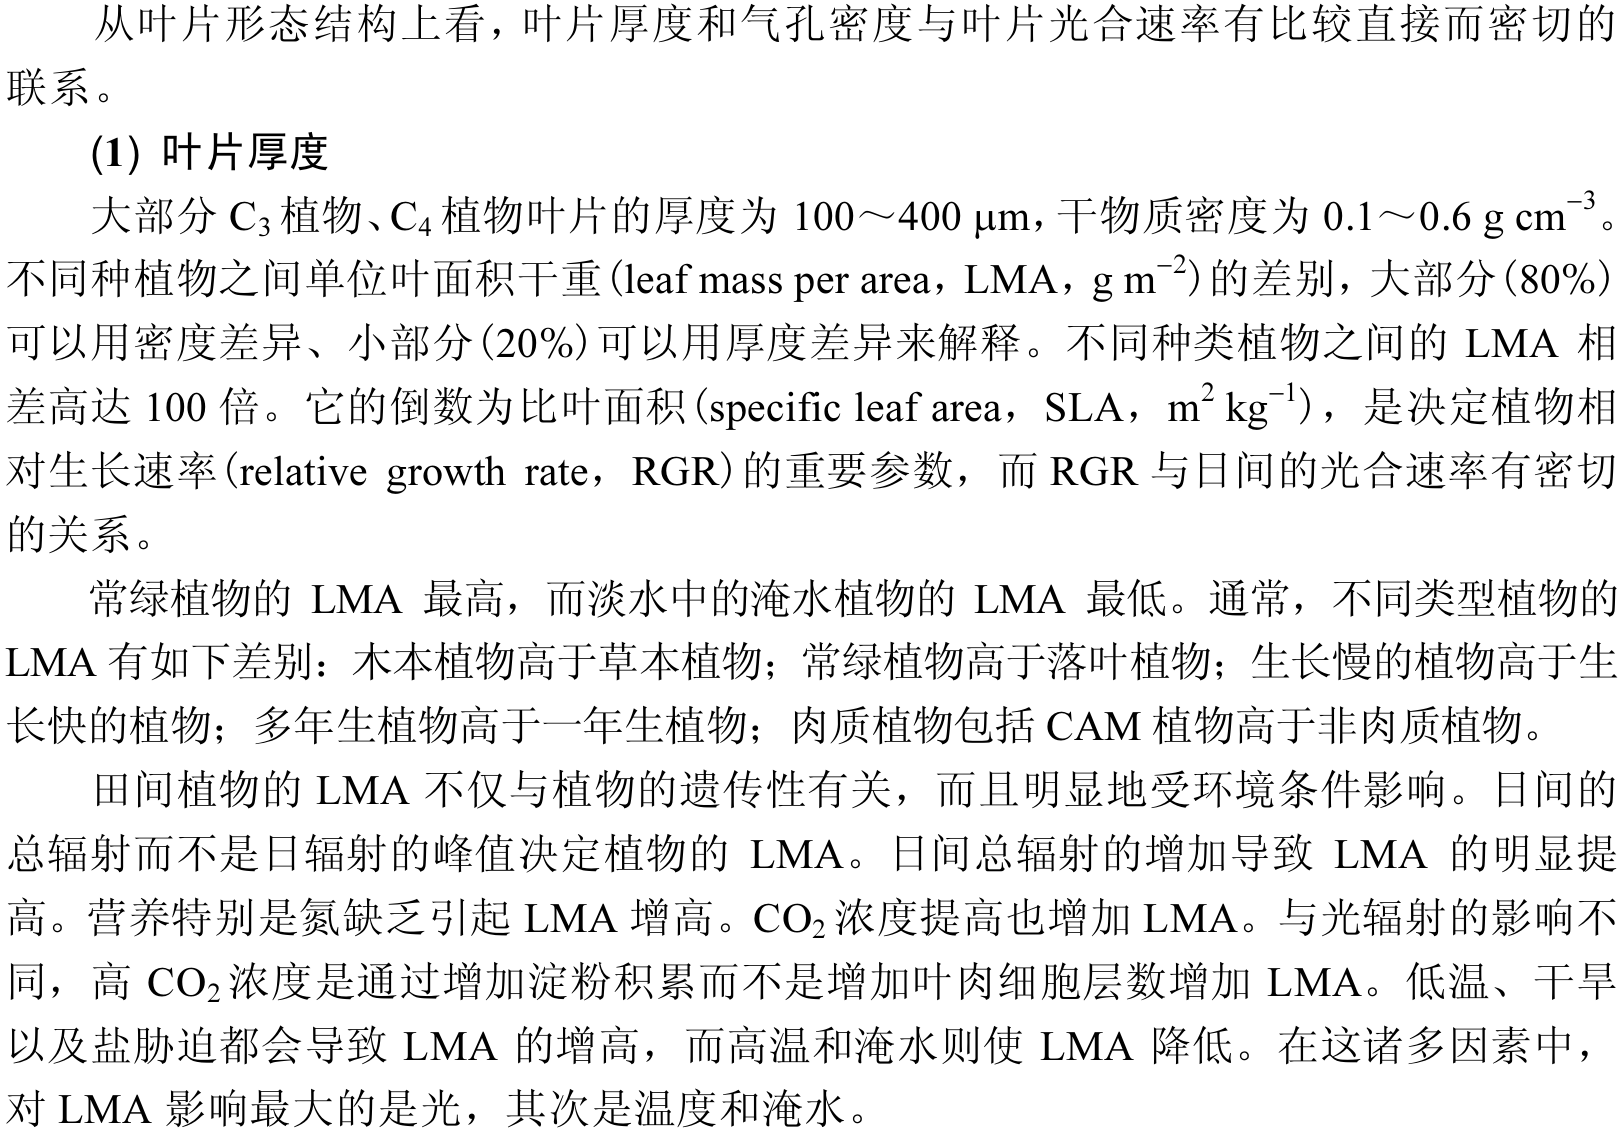 从叶片形态结构上看，叶片厚度和气孔密度与叶片光合速率有比较直接而密切的
联系。
(1) 叶片厚度
大部分 C₃ 植物、C₄ 植物叶片的厚度为 100～400 μm，干物质密度为 0.1～0.6 g cm⁻³。
不同种植物之间单位叶面积干重(leaf mass per area，LMA，g m⁻²)的差别，大部分(80%)
可以用密度差异、小部分(20%)可以用厚度差异来解释。不同种类植物之间的 LMA 相
差高达 100 倍。它的倒数为比叶面积(specific leaf area，SLA，m² kg⁻¹)，是决定植物相
对生长速率(relative growth rate，RGR)的重要参数，而 RGR 与日间的光合速率有密切
的关系。
常绿植物的 LMA 最高，而淡水中的淹水植物的 LMA 最低。通常，不同类型植物的
LMA 有如下差别：木本植物高于草本植物；常绿植物高于落叶植物；生长慢的植物高于生
长快的植物；多年生植物高于一年生植物；肉质植物包括 CAM 植物高于非肉质植物。
田间植物的 LMA 不仅与植物的遗传性有关，而且明显地受环境条件影响。日间的
总辐射而不是日辐射的峰值决定植物的 LMA。日间总辐射的增加导致 LMA 的明显提
高。营养特别是氮缺乏引起 LMA 增高。CO₂ 浓度提高也增加 LMA。与光辐射的影响不
同，高 CO₂ 浓度是通过增加淀粉积累而不是增加叶肉细胞层数增加 LMA。低温、干旱
以及盐胁迫都会导致 LMA 的增高，而高温和淹水则使 LMA 降低。在这诸多因素中，
对 LMA 影响最大的是光，其次是温度和淹水。